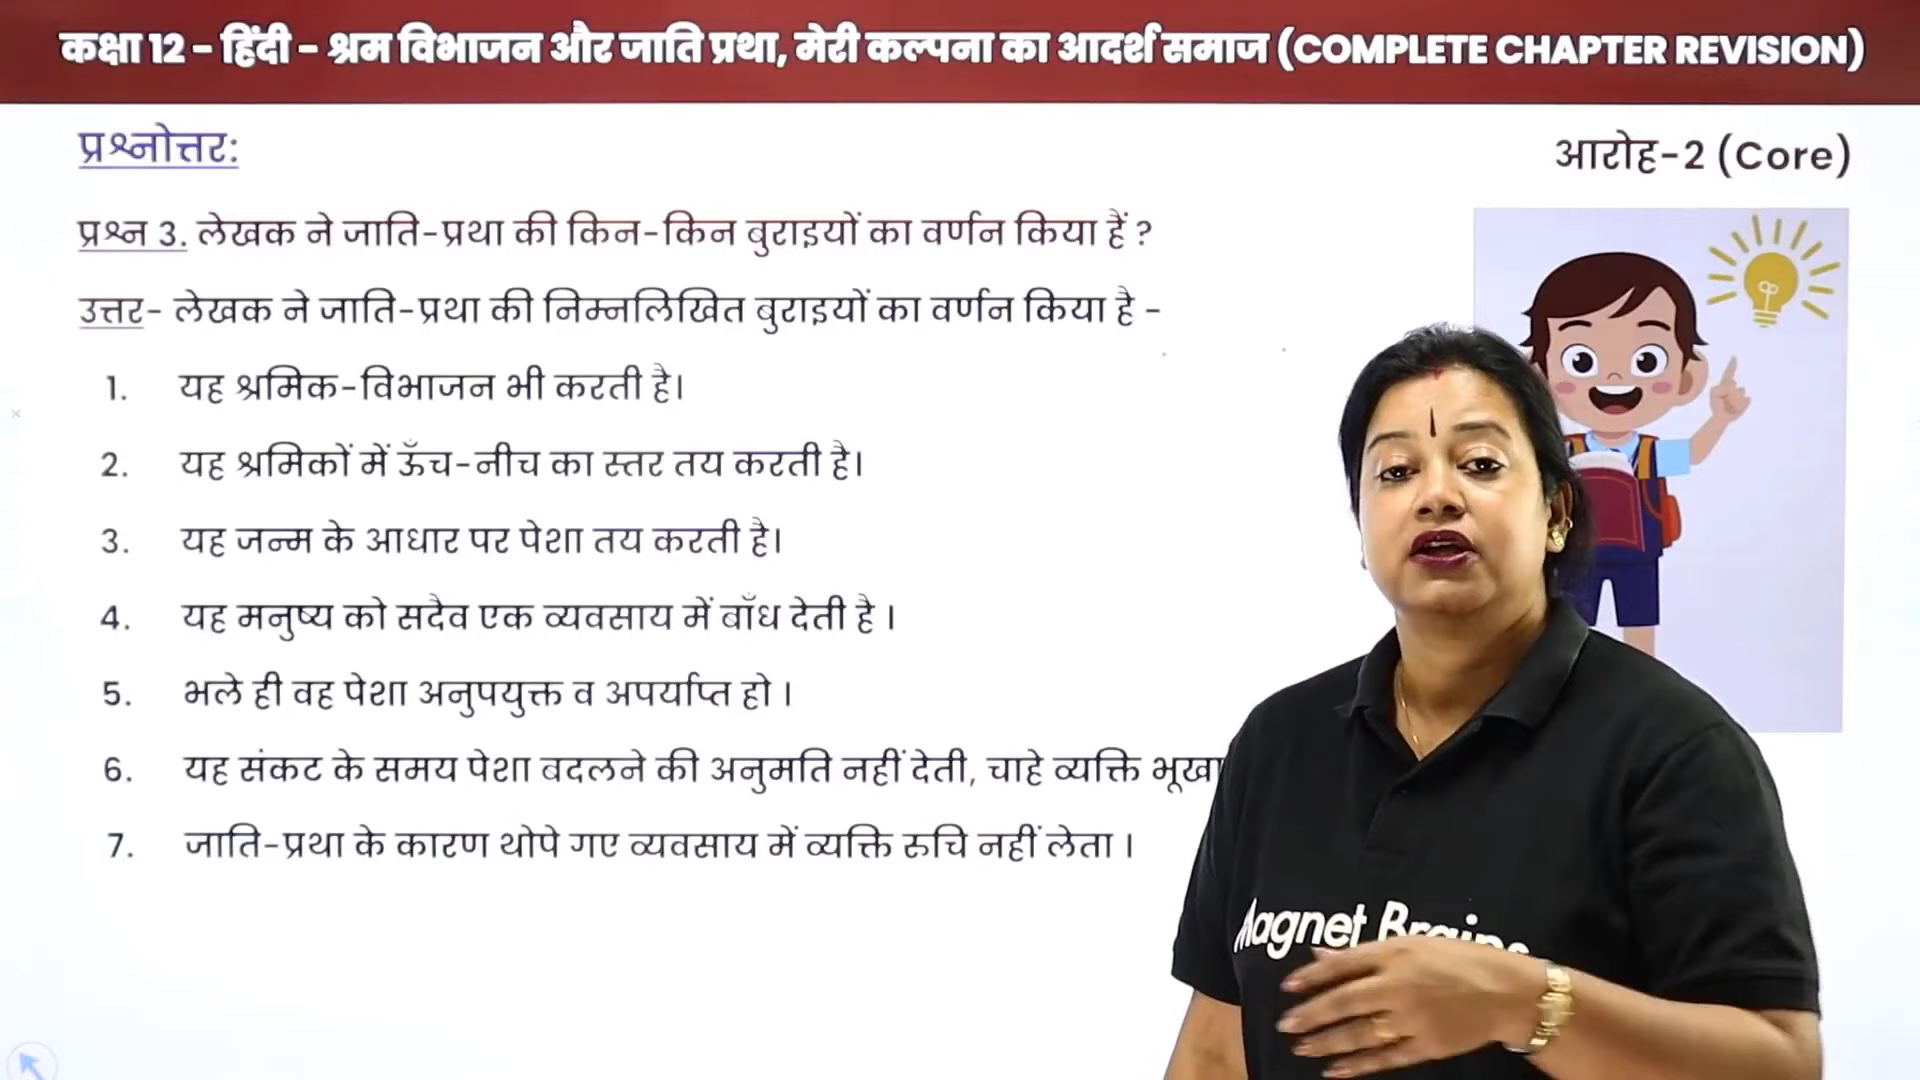 कक्षा 12 - हिंदी - श्रम विभाजन और जाति प्रथा, मेरी कल्पना का आदर्श समाज (COMPLETE CHAPTER REVISION)
प्रश्नोत्तर:
आरोह-2 (Core)
प्रश्न 3. लेखक ने जाति-प्रथा की किन-किन बुराइयों का वर्णन किया हैं ?
उत्तर- लेखक ने जाति-प्रथा की निम्नलिखित बुराइयों का वर्णन किया है -
1. यह श्रमिक-विभाजन भी करती है।
2. यह श्रमिकों में ऊँच-नीच का स्तर तय करती है।
3. यह जन्म के आधार पर पेशा तय करती है।
4. यह मनुष्य को सदैव एक व्यवसाय में बाँध देती है ।
5. भले ही वह पेशा अनुपयुक्त व अपर्याप्त हो ।
6. यह संकट के समय पेशा बदलने की अनुमति नहीं देती, चाहे व्यक्ति भूखा
7. जाति-प्रथा के कारण थोपे गए व्यवसाय में व्यक्ति रुचि नहीं लेता ।
Magnet Brains